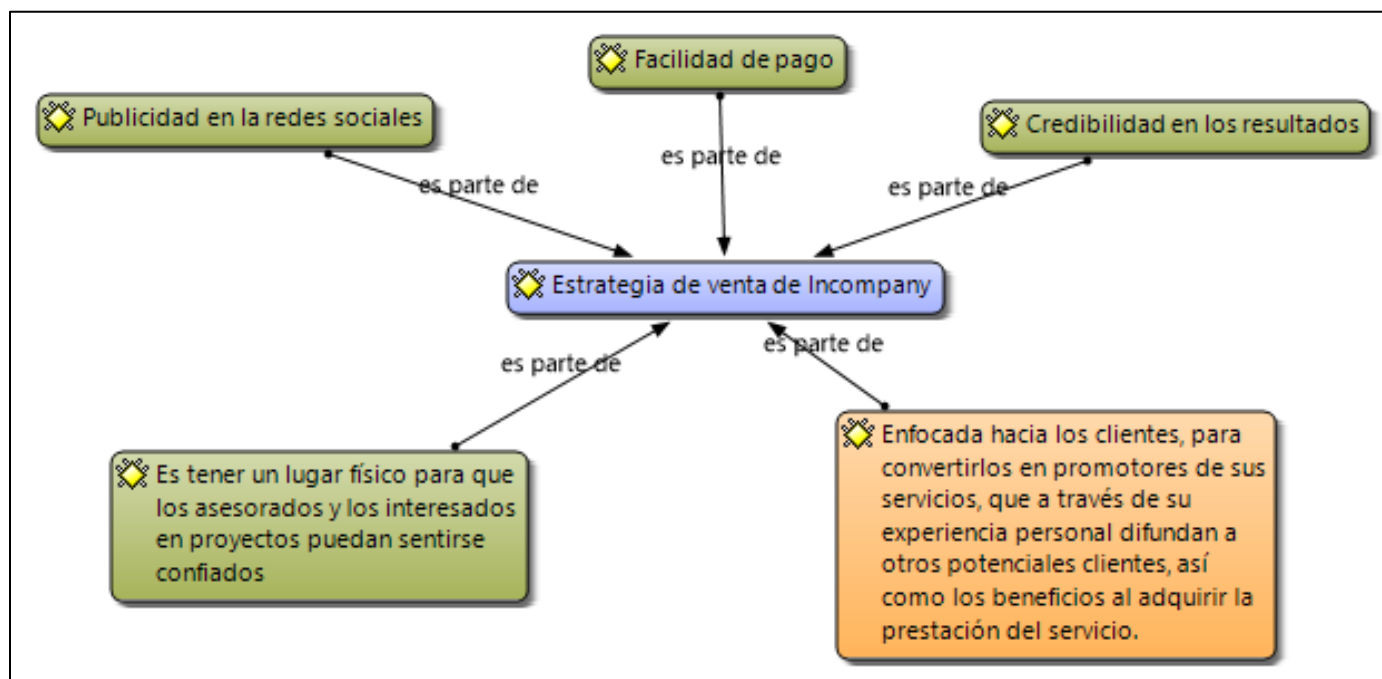 Facilidad de pago
Publicidad en la redes sociales
Credibilidad en los resultados
es parte de
es parte de
es parte de
Estrategia de venta de Incompany
es parte de
es parte de
Es tener un lugar físico para que
los asesorados y los interesados
en proyectos puedan sentirse
confiados
Enfocada hacia los clientes, para
convertirlos en promotores de sus
servicios, que a través de su
experiencia personal difundan a
otros potenciales clientes, así
como los beneficios al adquirir la
prestación del servicio.